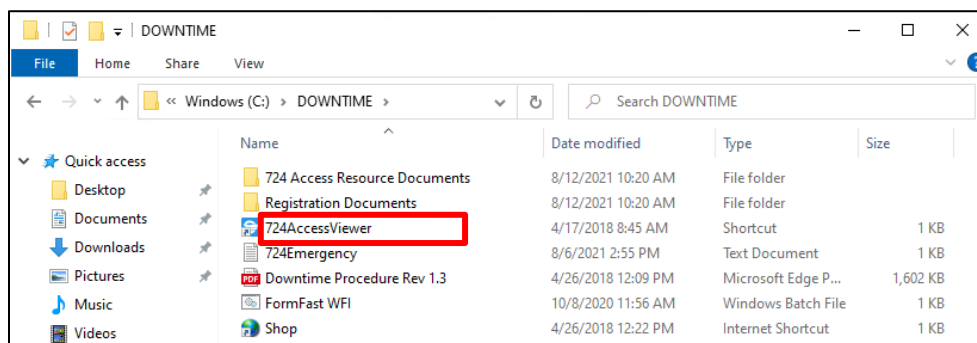 DOWNTIME
File Home Share View
« Windows (C:) > DOWNTIME > Search DOWNTIME
Name Date modified Type Size
Quick access
Desktop
Documents
Downloads
Pictures
Music
Videos
724 Access Resource Documents 8/12/2021 10:20 AM File folder
Registration Documents 8/12/2021 10:20 AM File folder
724AccessViewer 4/17/2018 8:45 AM Shortcut 1 KB
724Emergency 8/6/2021 2:55 PM Text Document 1 KB
PDF Downtime Procedure Rev 1.3 4/26/2018 12:09 PM Microsoft Edge P... 1,602 KB
FormFast WFI 10/8/2020 11:56 AM Windows Batch File 1 KB
Shop 4/26/2018 12:22 PM Internet Shortcut 1 KB